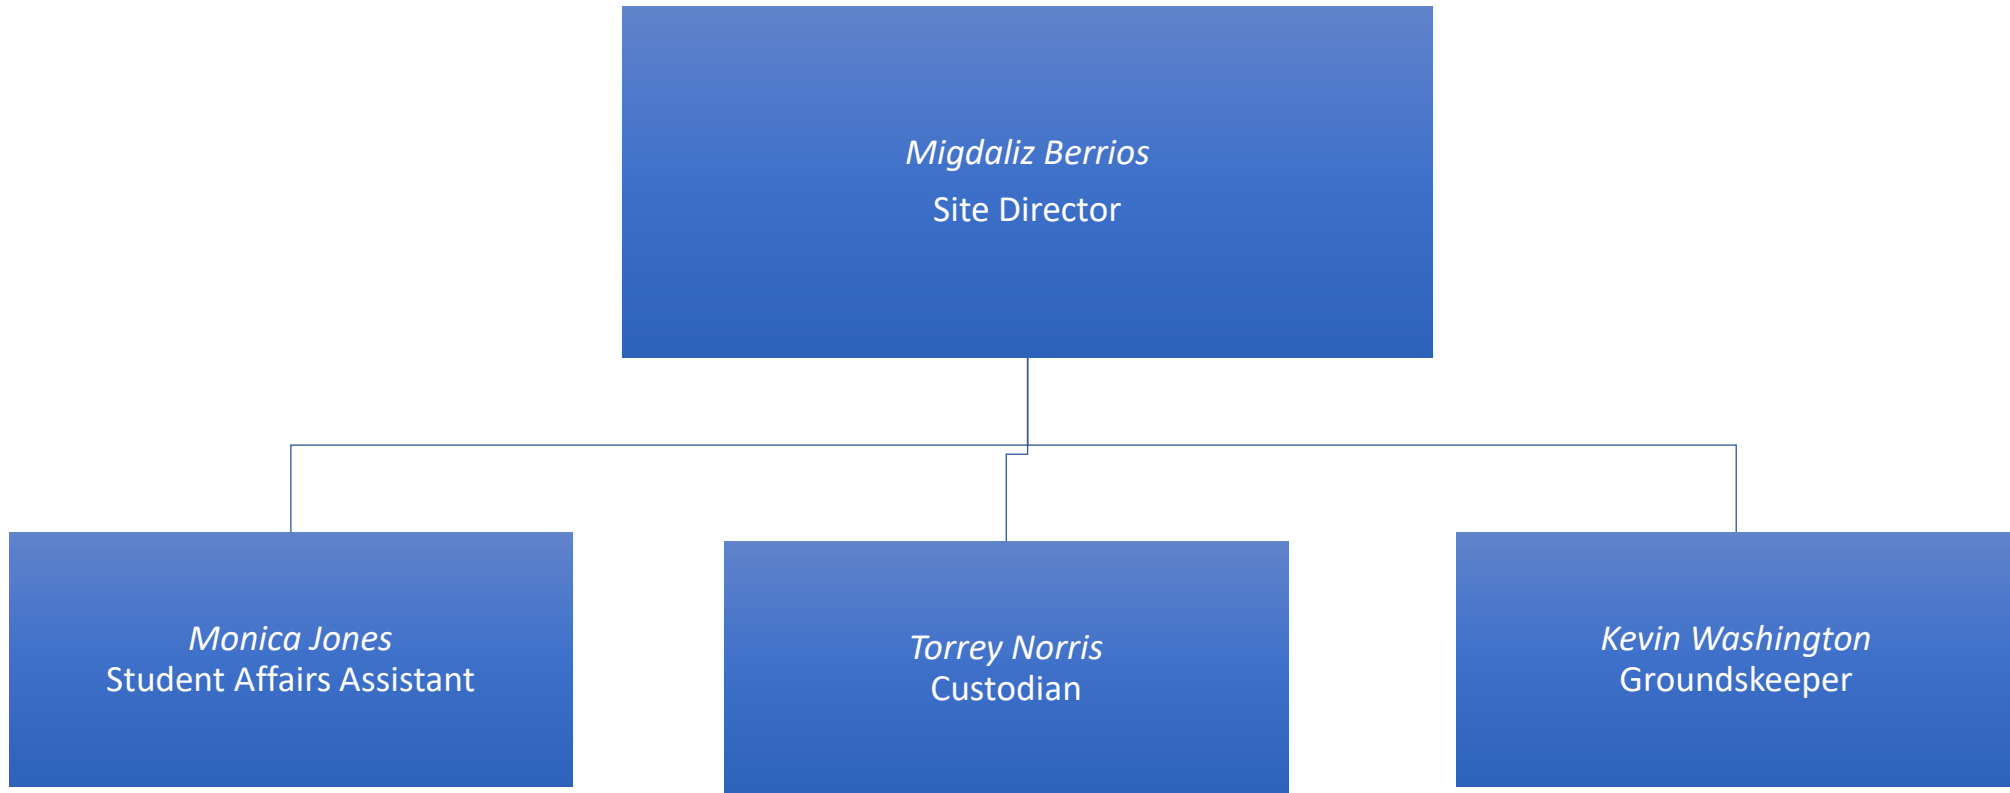 Migdaliz Berrios
Site Director
Monica Jones
Student Affairs Assistant
Torrey Norris
Custodian
Kevin Washington
Groundskeeper